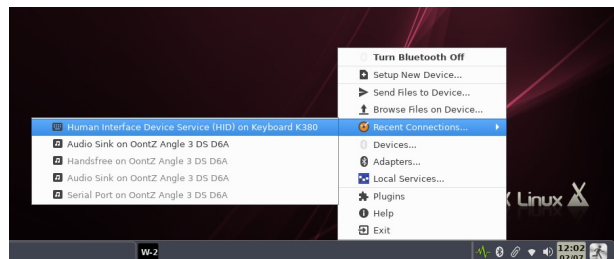 Turn Bluetooth Off
Setup New Device...
Send Files to Device...
Browse Files on Device...
Recent Connections...
Human Interface Device Service (HID) on Keyboard K380
Audio Sink on OontZ Angle 3 DS D6A
Handsfree on OontZ Angle 3 DS D6A
Audio Sink on OontZ Angle 3 DS D6A
Serial Port on OontZ Angle 3 DS D6A
Devices...
Adapters...
Local Services...
Plugins
Help
Exit
X Linux
W-2
12:02
02/07